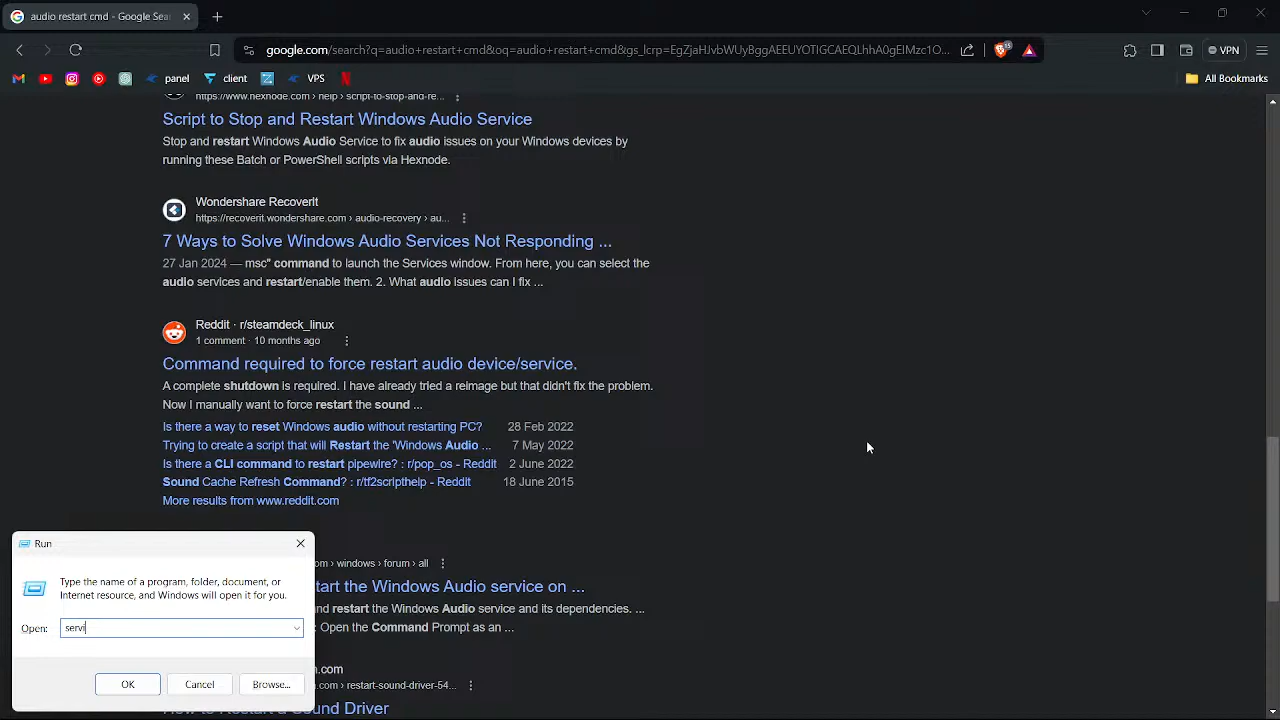 audio restart cmd - Google Sea
google.com/search?q=audio+restart+cmd&oq=audio+restart+cmd&gs_lcrp=EgZjaHJvbWUyBggAEEUYOTIGCAEQLhhA0gEIMzc1O...
15
VPN
panel
client
VPS
All Bookmarks
https://www.hexnode.com › help › script-to-stop-and-re...
Script to Stop and Restart Windows Audio Service
Stop and restart Windows Audio Service to fix audio issues on your Windows devices by
running these Batch or PowerShell scripts via Hexnode.
Wondershare Recoverit
https://recoverit.wondershare.com › audio-recovery › au...
7 Ways to Solve Windows Audio Services Not Responding ...
27 Jan 2024 — msc" command to launch the Services window. From here, you can select the
audio services and restart/enable them. 2. What audio Issues can I fix ...
Reddit · r/steamdeck_linux
1 comment · 10 months ago
Command required to force restart audio device/service.
A complete shutdown is required. I have already tried a reimage but that didn't fix the problem.
Now I manually want to force restart the sound ...
Is there a way to reset Windows audio without restarting PC? 28 Feb 2022
Trying to create a script that will Restart the 'Windows Audio ... 7 May 2022
Is there a CLI command to restart pipewire? : r/pop_os - Reddit 2 June 2022
Sound Cache Refresh Command? : r/tf2scripthelp - Reddit 18 June 2015
More results from www.reddit.com
om › windows › forum › all
tart the Windows Audio service on ...
nd restart the Windows Audio service and its dependencies. ...
: Open the Command Prompt as an ...
n.com
.com › restart-sound-driver-54...
How to Restart a Sound Driver
Run
Type the name of a program, folder, document, or
Internet resource, and Windows will open it for you.
Open: servi
OK Cancel Browse...